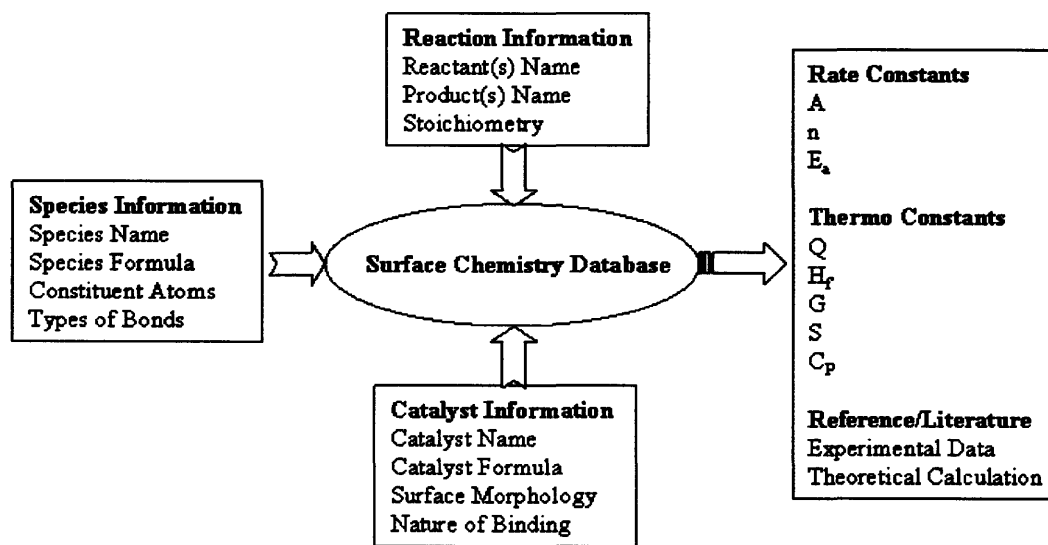 Reaction Information
Reactant(s) Name
Product(s) Name
Stoichiometry
Species Information
Species Name
Species Formula
Constituent Atoms
Types of Bonds
Surface Chemistry Database
Catalyst Information
Catalyst Name
Catalyst Formula
Surface Morphology
Nature of Binding
Rate Constants
A
n
Eₐ
Thermo Constants
Q
H_f
G
S
C_P
Reference/Literature
Experimental Data
Theoretical Calculation